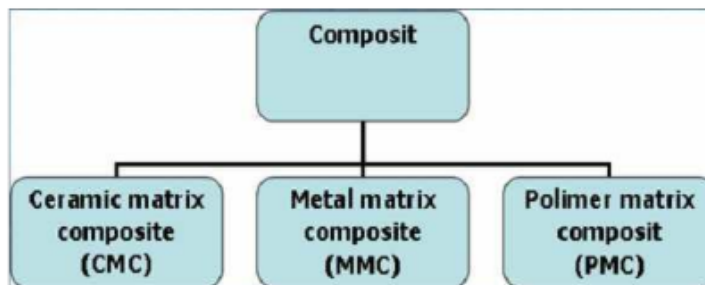 Composit
Ceramic matrix
composite
(CMC)
Metal matrix
composite
(MMC)
Polimer matrix
composit
(PMC)